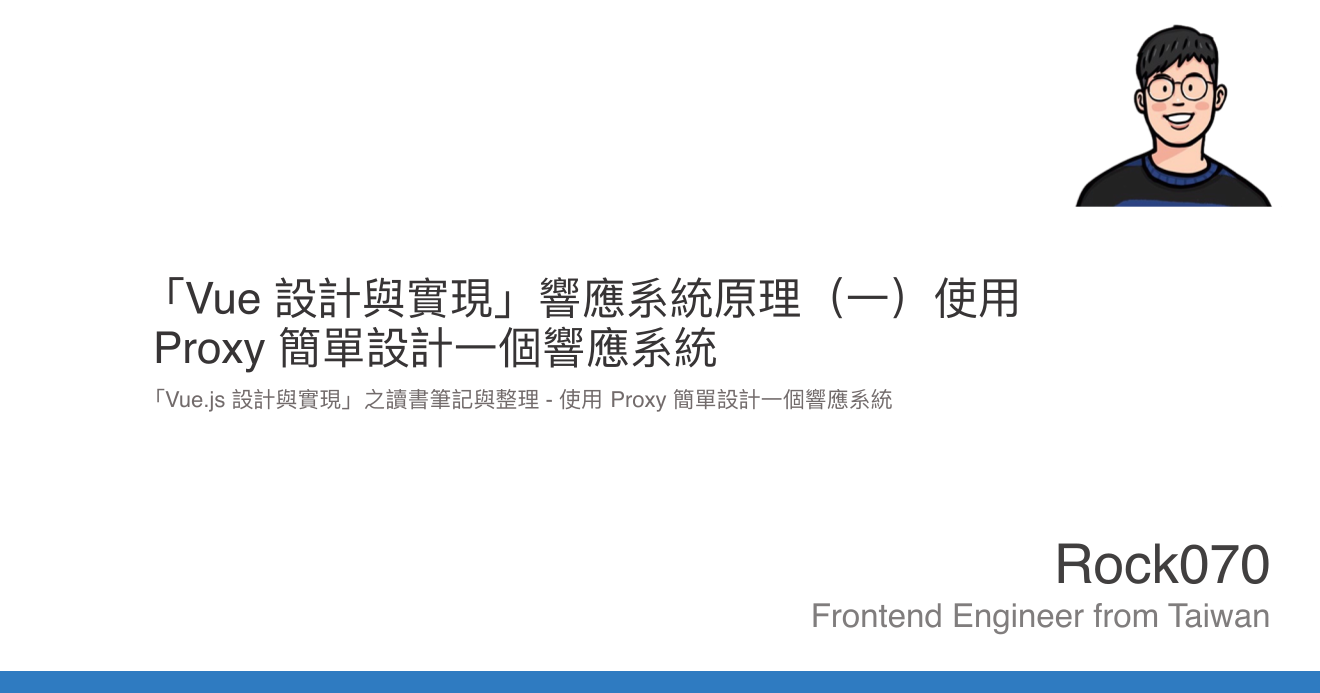 「Vue 設計與實現」響應系統原理（一）使用
Proxy 簡單設計一個響應系統
「Vue.js 設計與實現」之讀書筆記與整理 - 使用 Proxy 簡單設計一個響應系統
Rock070
Frontend Engineer from Taiwan